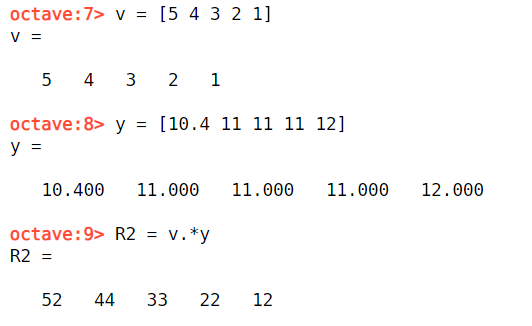 octave:7> v = [5 4 3 2 1]
v =
5 4 3 2 1
octave:8> y = [10.4 11 11 11 12]
y =
10.400 11.000 11.000 11.000 12.000
octave:9> R2 = v.*y
R2 =
52 44 33 22 12